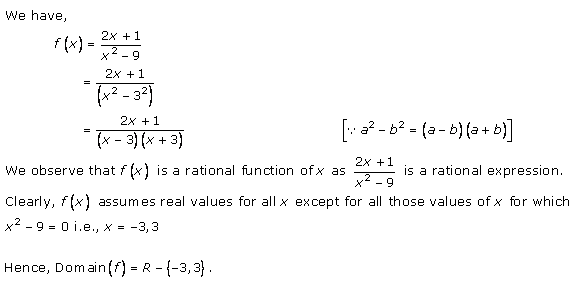 We have,
f(x) = (2x + 1)/(x² − 9)
= (2x + 1)/(x² − 3²)
= (2x + 1)/((x − 3)(x + 3)) [∵ a² − b² = (a − b)(a + b)]
We observe that f(x) is a rational function of x as (2x + 1)/(x² − 9) is a rational expression.
Clearly, f(x) assumes real values for all x except for all those values of x for which
x² − 9 = 0 i.e., x = −3, 3
Hence, Domain(f) = R − {−3, 3}.